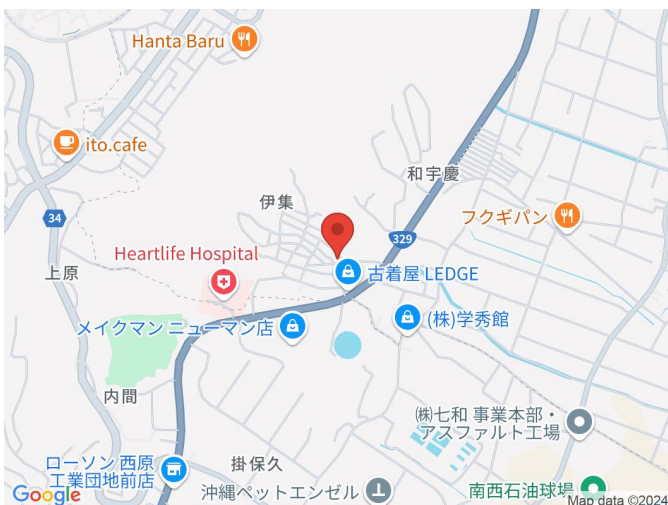 Hanta Baru
ito.cafe
和宇慶
伊集
フクギパン
34
329
上原
Heartlife Hospital
古着屋 LEDGE
メイクマン ニューマン店
(株)学秀館
内間
㈱七和 事業本部・
アスファルト工場
ローソン 西原
工業団地前店
掛保久
沖縄ペットエンゼル
南西石油球場
Google
Map data ©2024